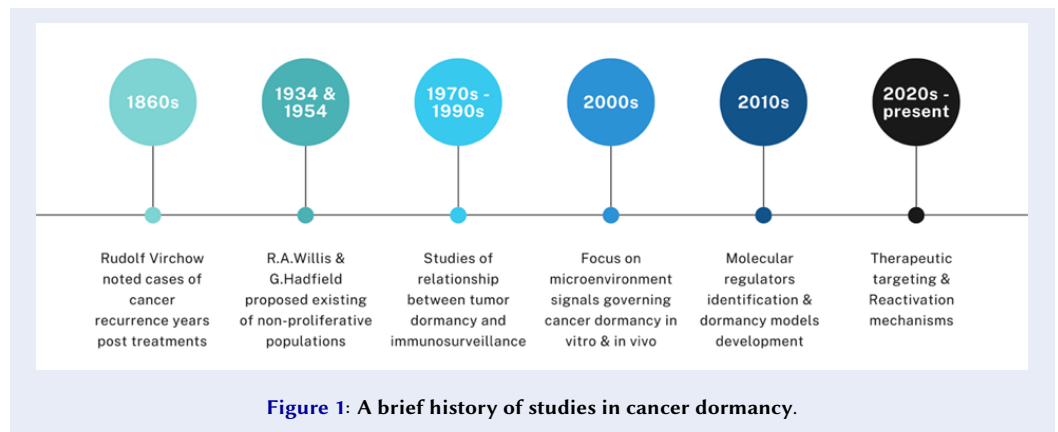 1860s
1934 &
1954
1970s -
1990s
2000s
2010s
2020s -
present
Rudolf Virchow
noted cases of
cancer
recurrence years
post treatments
R.A.Willis &
G.Hadfield
proposed existing
of non-proliferative
populations
Studies of
relationship
between tumor
dormancy and
immunosurveillance
Focus on
microenvironment
signals governing
cancer dormancy in
vitro & in vivo
Molecular
regulators
identification &
dormancy models
development
Therapeutic
targeting &
Reactivation
mechanisms
Figure 1: A brief history of studies in cancer dormancy.